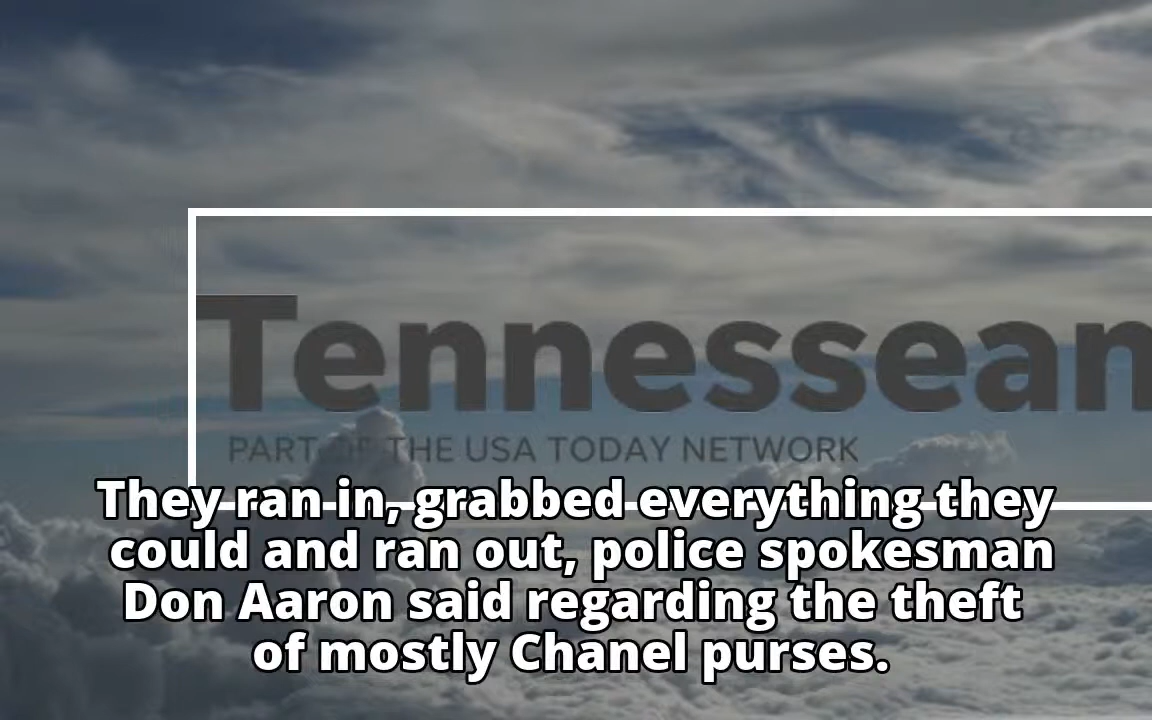 Tennessean
PART OF THE USA TODAY NETWORK
They ran in, grabbed everything they
could and ran out, police spokesman
Don Aaron said regarding the theft
of mostly Chanel purses.